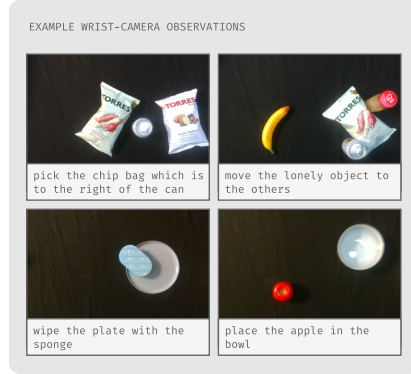 EXAMPLE WRIST-CAMERA OBSERVATIONS
TORRES
TORRES
TORRES
pick the chip bag which is
to the right of the can
move the lonely object to
the others
wipe the plate with the
sponge
place the apple in the
bowl